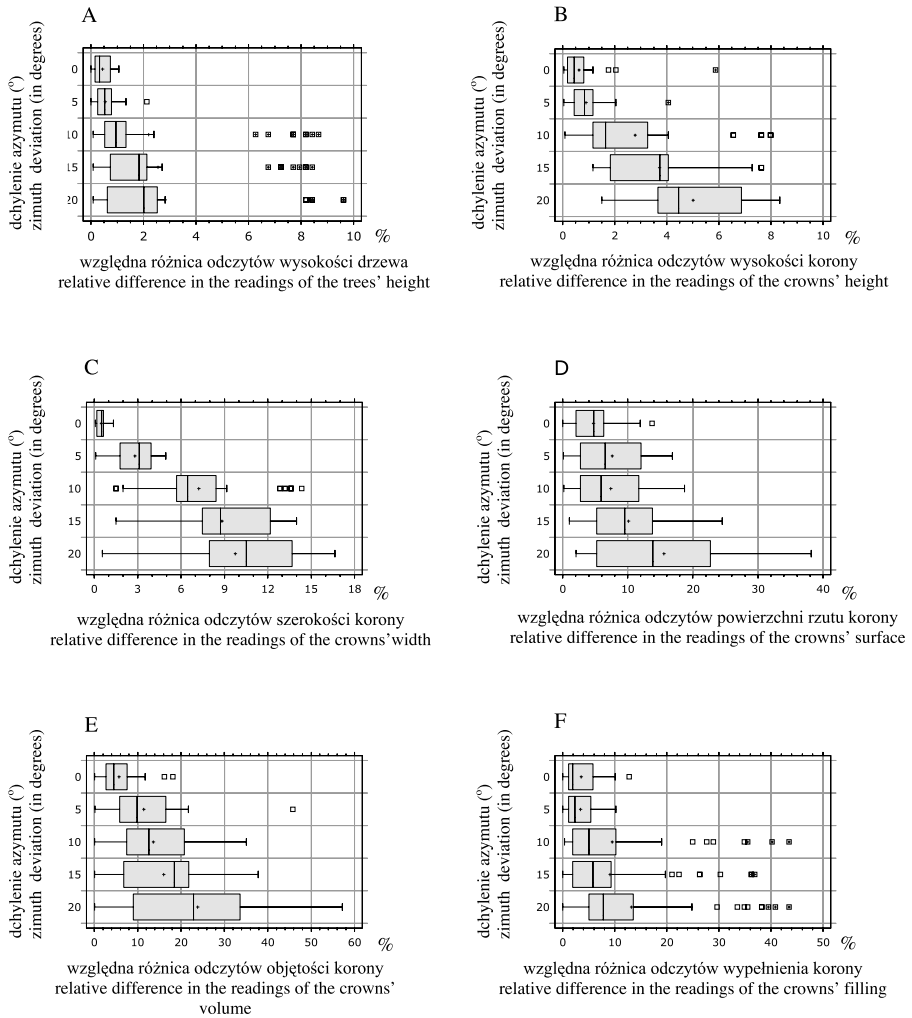 A
dchylenie azymutu (°)
zimuth deviation (in degrees)
0
5
10
15
20
0 2 4 6 8 10 %
względna różnica odczytów wysokości drzewa
relative difference in the readings of the trees' height
B
dchylenie azymutu (°)
zimuth deviation (in degrees)
0
5
10
15
20
0 2 4 6 8 10 %
względna różnica odczytów wysokości korony
relative difference in the readings of the crowns' height
C
dchylenie azymutu (°)
zimuth deviation (in degrees)
0
5
10
15
20
0 3 6 9 12 15 18 %
względna różnica odczytów szerokości korony
relative difference in the readings of the crowns'width
D
dchylenie azymutu (°)
zimuth deviation (in degrees)
0
5
10
15
20
0 10 20 30 40 %
względna różnica odczytów powierzchni rzutu korony
relative difference in the readings of the crowns' surface
E
dchylenie azymutu (°)
zimuth deviation (in degrees)
0
5
10
15
20
0 10 20 30 40 50 60 %
względna różnica odczytów objętości korony
relative difference in the readings of the crowns'
volume
F
dchylenie azymutu (°)
zimuth deviation (in degrees)
0
5
10
15
20
0 10 20 30 40 50 %
względna różnica odczytów wypełnienia korony
relative difference in the readings of the crowns' filling